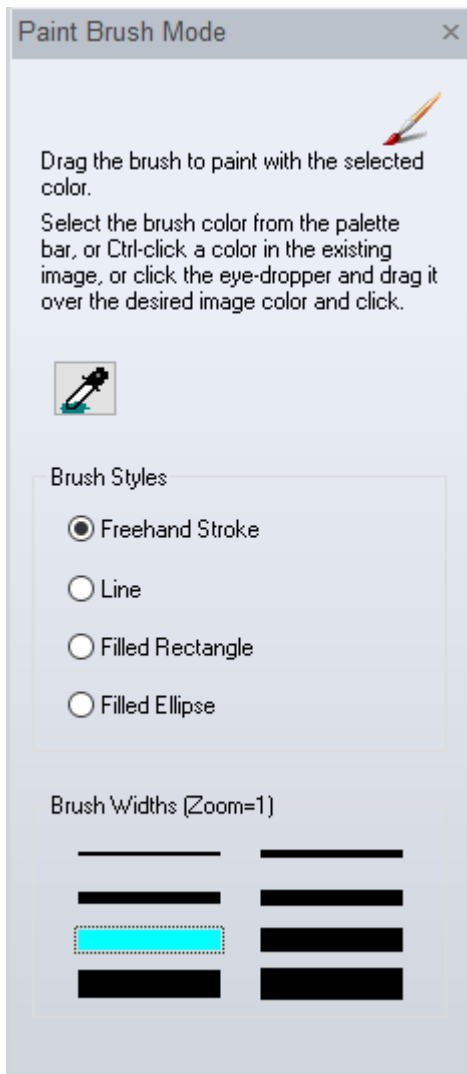 Paint Brush Mode
Drag the brush to paint with the selected
color.
Select the brush color from the palette
bar, or Ctrl-click a color in the existing
image, or click the eye-dropper and drag it
over the desired image color and click.
Brush Styles
Freehand Stroke
Line
Filled Rectangle
Filled Ellipse
Brush Widths (Zoom=1)